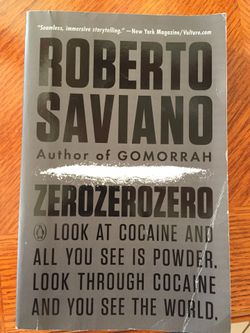 "Seamless, immersive storytelling." —New York Magazine/Vulture.com
ROBERTO
SAVIANO
Author of GOMORRAH
ZEROZEROZERO
LOOK AT COCAINE AND
ALL YOU SEE IS POWDER.
LOOK THROUGH COCAINE
AND YOU SEE THE WORLD.